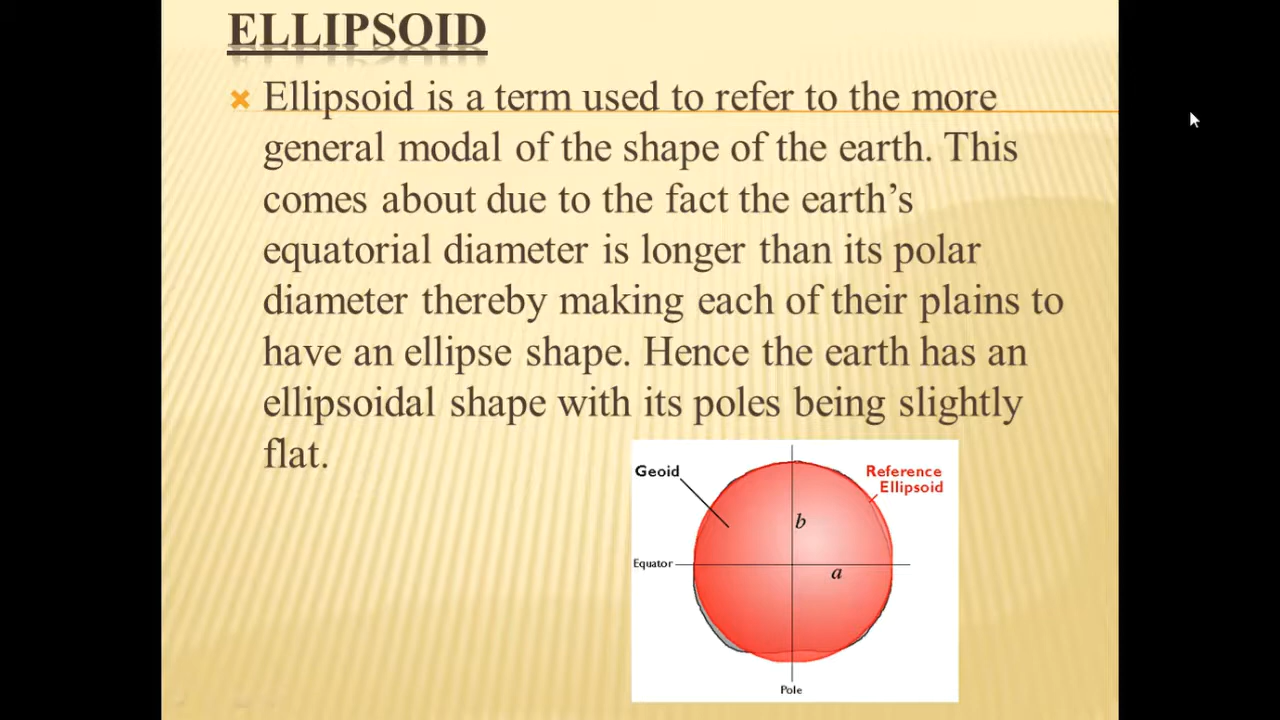 ELLIPSOID
Ellipsoid is a term used to refer to the more
general modal of the shape of the earth. This
comes about due to the fact the earth’s
equatorial diameter is longer than its polar
diameter thereby making each of their plains to
have an ellipse shape. Hence the earth has an
ellipsoidal shape with its poles being slightly
flat.
Geoid
Reference
Ellipsoid
b
Equator
a
Pole